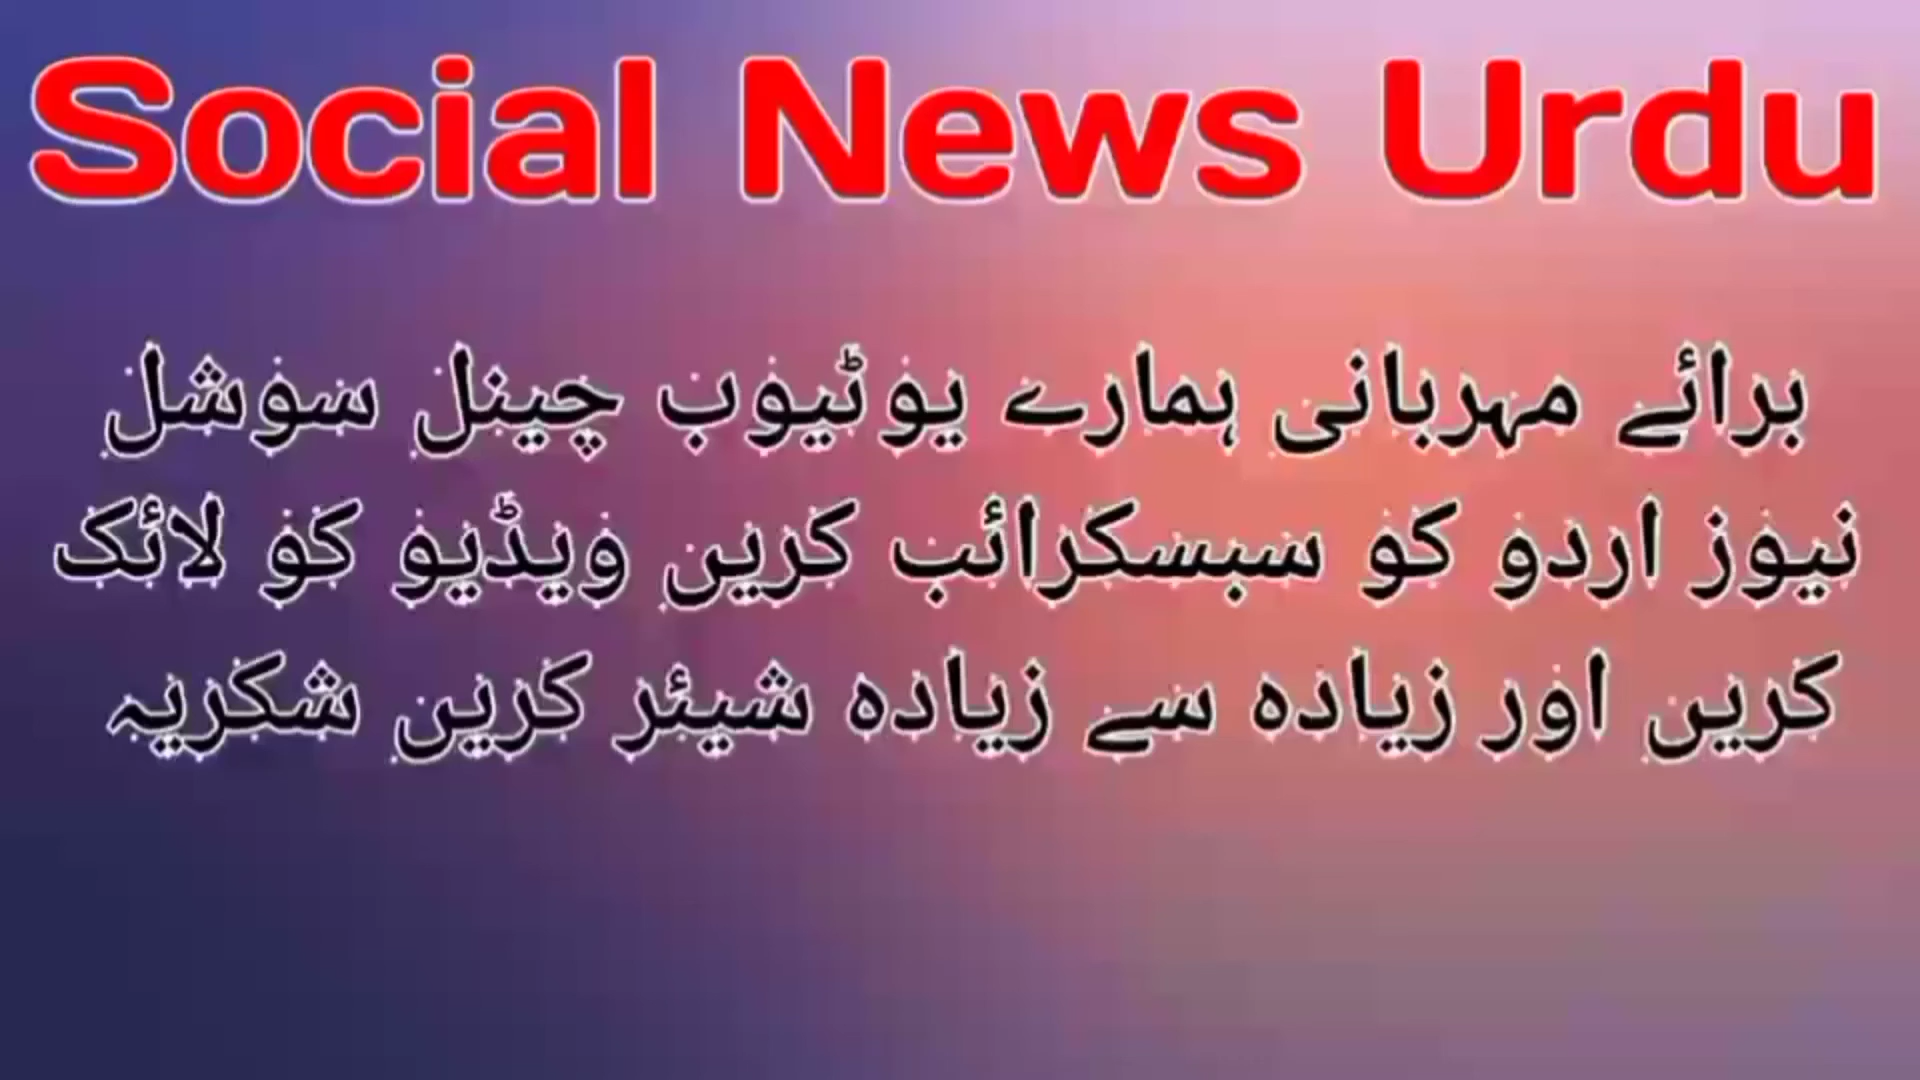 Social News Urdu
برائے مہربانی ہمارے یوٹیوب چینل سوشل
نیوز اردو کو سبسکرائب کریں ویڈیو کو لائک
کریں اور زیادہ سے زیادہ شیئر کریں شکریہ